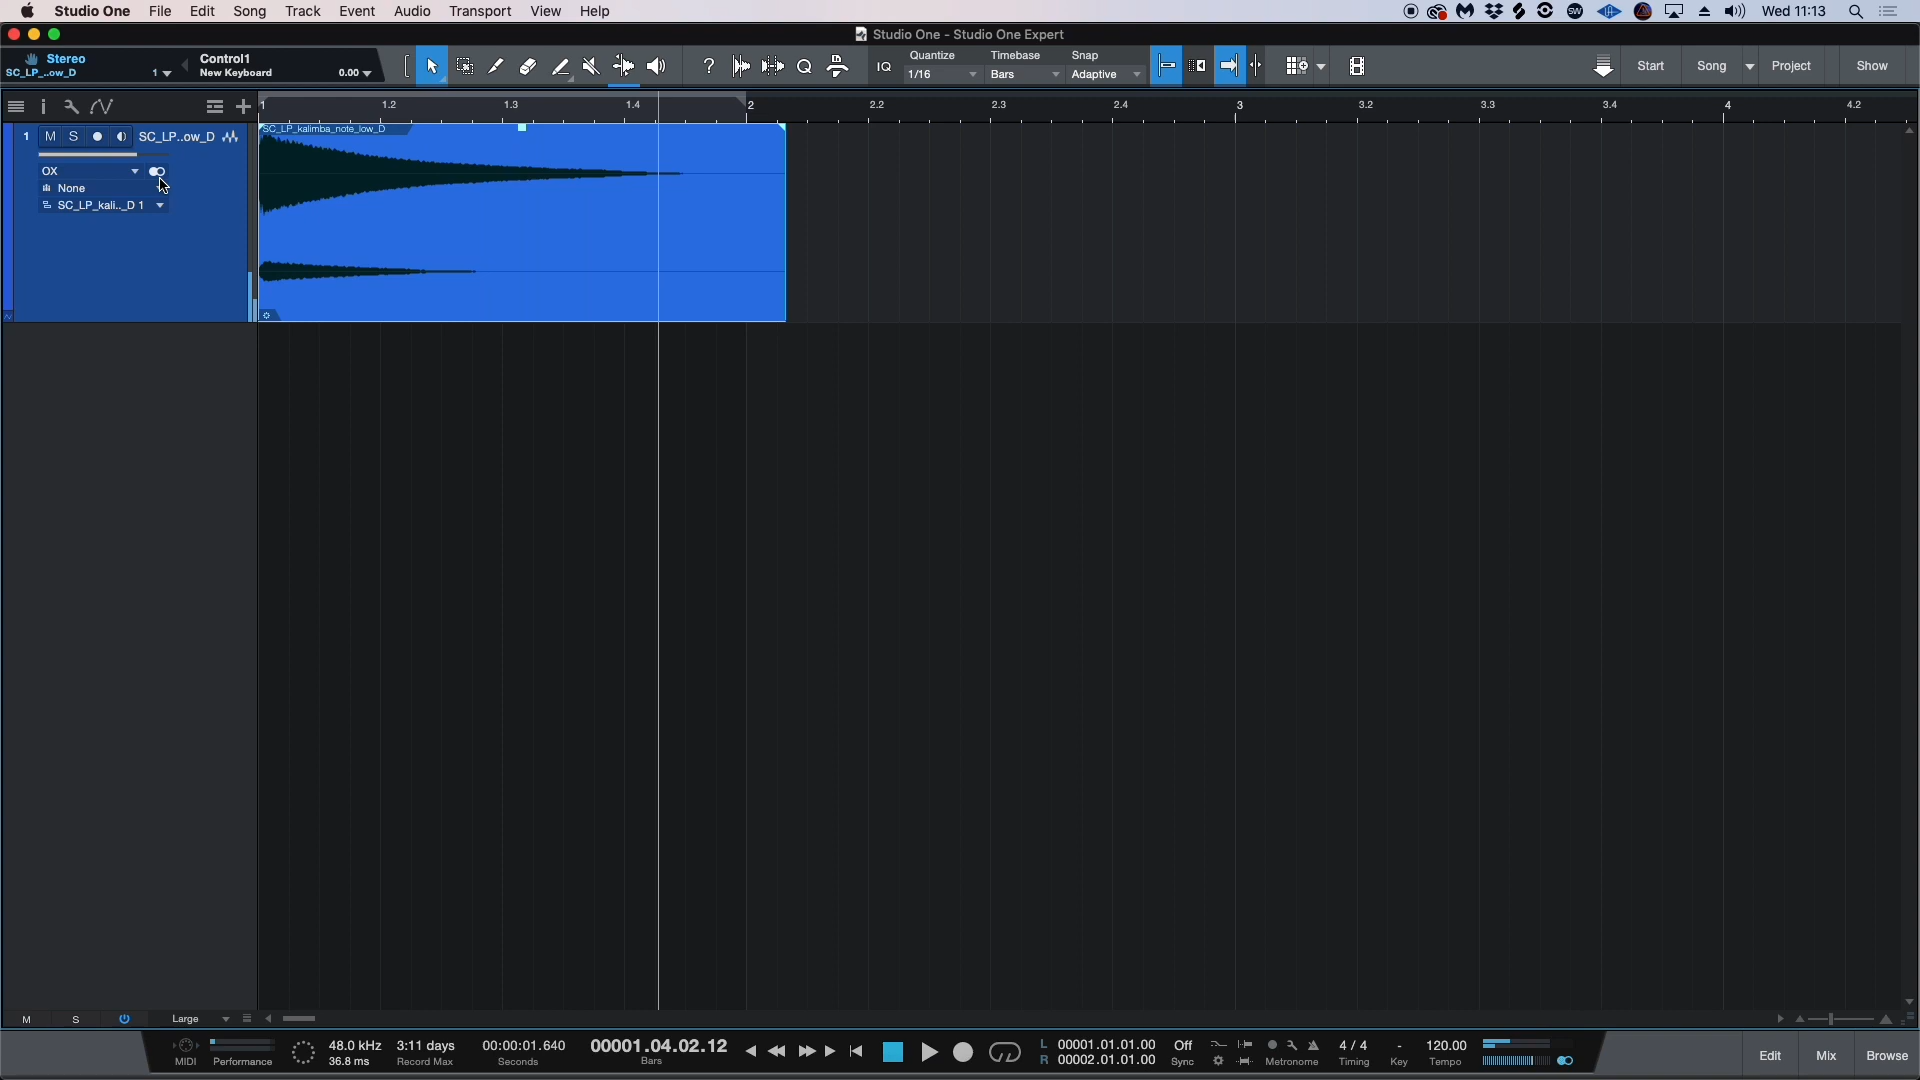 Studio One File Edit Song Track Event Audio Transport View Help
Wed 11:13
Studio One - Studio One Expert
Stereo
SC_LP_..ow_D 1
Control1
New Keyboard 0.00
IQ
Quantize
1/16
Timebase
Bars
Snap
Adaptive
Start Song Project Show
1 1.2 1.3 1.4 2 2.2 2.3 2.4 3 3.2 3.3 3.4 4 4.2
1 M S SC_LP..ow_D
OX
None
SC_LP_kali.._D 1
SC_LP_kalimba_note_low_D
M S Large
MIDI
Performance
48.0 kHz
36.8 ms
3:11 days
Record Max
00:00:01.640
Seconds
00001.04.02.12
Bars
L 00001.01.01.00
R 00002.01.01.00
Off
Sync
Metronome
4 / 4
Timing
-
Key
120.00
Tempo
Edit Mix Browse